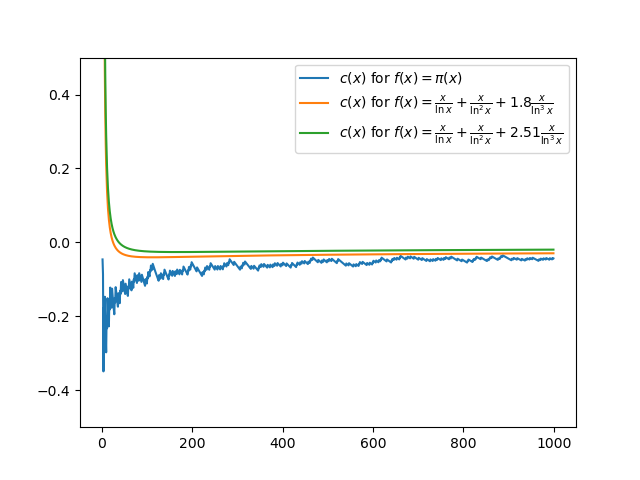 c(x) for f(x) = π(x)
c(x) for f(x) = x/ln x + x/ln² x + 1.8 x/ln³ x
c(x) for f(x) = x/ln x + x/ln² x + 2.51 x/ln³ x
0.4
0.2
0.0
−0.2
−0.4
0 200 400 600 800 1000